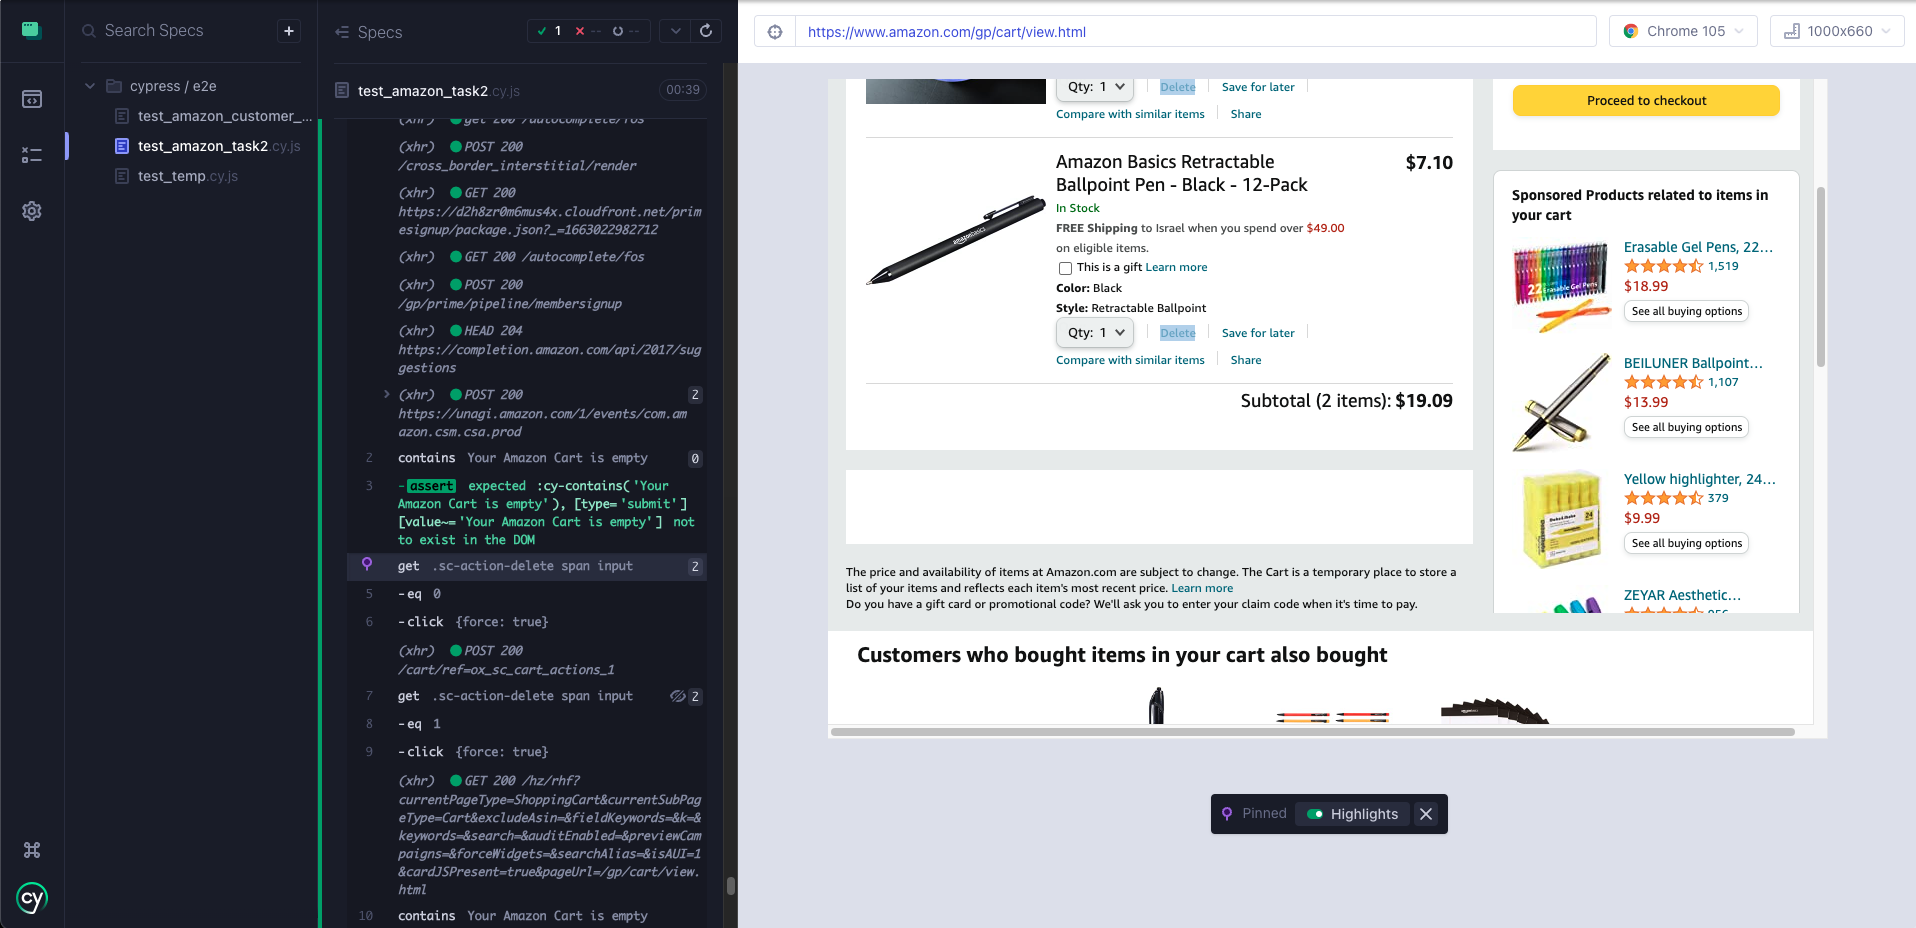 Search Specs
+
cypress / e2e
test_amazon_customer_...
test_amazon_task2.cy.js
test_temp.cy.js
cy
Specs
1 -- --
test_amazon_task2.cy.js 00:39
(xhr) get 200 /autocomplete/fos
(xhr) POST 200
/cross_border_interstitial/render
(xhr) GET 200
https://d2h8zr0m6mus4x.cloudfront.net/prim
esignup/package.json?_=1663022982712
(xhr) GET 200 /autocomplete/fos
(xhr) POST 200
/gp/prime/pipeline/membersignup
(xhr) HEAD 204
https://completion.amazon.com/api/2017/sug
gestions
(xhr) POST 200 2
https://unagi.amazon.com/1/events/com.am
azon.csm.csa.prod
2 contains Your Amazon Cart is empty 0
3 -assert expected :cy-contains('Your
Amazon Cart is empty'), [type='submit']
[value~='Your Amazon Cart is empty'] not
to exist in the DOM
get .sc-action-delete span input 2
5 -eq 0
6 -click {force: true}
(xhr) POST 200
/cart/ref=ox_sc_cart_actions_1
7 get .sc-action-delete span input 2
8 -eq 1
9 -click {force: true}
(xhr) GET 200 /hz/rhf?
currentPageType=ShoppingCart&currentSubPag
eType=Cart&excludeAsin=&fieldKeywords=&k=&
keywords=&search=&auditEnabled=&previewCam
paigns=&forceWidgets=&searchAlias=&isAUI=1
&cardJSPresent=true&pageUrl=/gp/cart/view.
html
10 contains Your Amazon Cart is empty
https://www.amazon.com/gp/cart/view.html
Chrome 105
1000x660
Qty: 1 Delete Save for later
Compare with similar items Share
Amazon Basics Retractable
Ballpoint Pen - Black - 12-Pack
$7.10
In Stock
FREE Shipping to Israel when you spend over $49.00
on eligible items.
This is a gift Learn more
Color: Black
Style: Retractable Ballpoint
Qty: 1 Delete Save for later
Compare with similar items Share
Subtotal (2 items): $19.09
The price and availability of items at Amazon.com are subject to change. The Cart is a temporary place to store a
list of your items and reflects each item's most recent price. Learn more
Do you have a gift card or promotional code? We'll ask you to enter your claim code when it's time to pay.
Proceed to checkout
Sponsored Products related to items in
your cart
Erasable Gel Pens, 22...
1,519
$18.99
See all buying options
BEILUNER Ballpoint...
1,107
$13.99
See all buying options
Yellow highlighter, 24...
379
$9.99
See all buying options
ZEYAR Aesthetic...
Customers who bought items in your cart also bought
Pinned Highlights